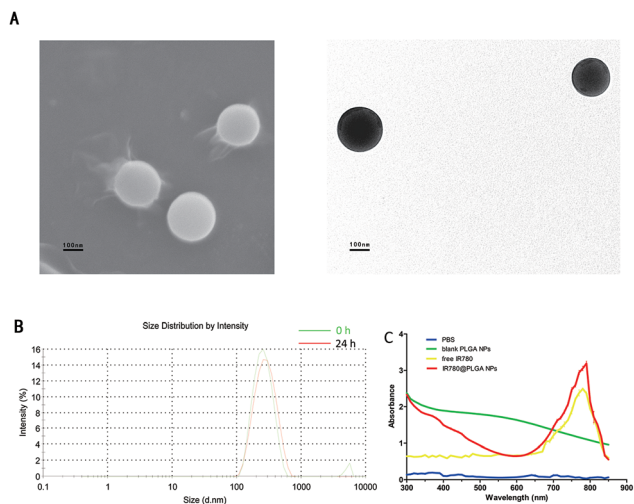 A
100nm
100nm
B
Size Distribution by Intensity
0 h
24 h
16
14
12
10
8
6
4
2
0
Intensity (%)
0.1
1
10
100
1000
10000
Size (d.nm)
C
4
3
2
1
0
Absorbance
PBS
blank PLGA NPs
free IR780
IR780@PLGA NPs
300
400
500
600
700
800
900
Wavelength (nm)